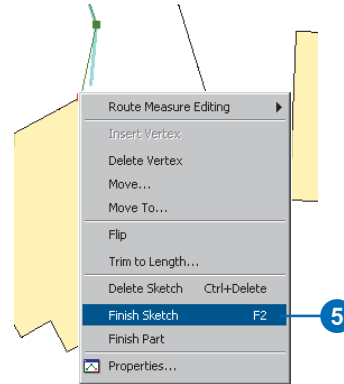 Route Measure Editing
Insert Vertex
Delete Vertex
Move...
Move To...
Flip
Trim to Length...
Delete Sketch Ctrl+Delete
Finish Sketch F2
5
Finish Part
Properties...